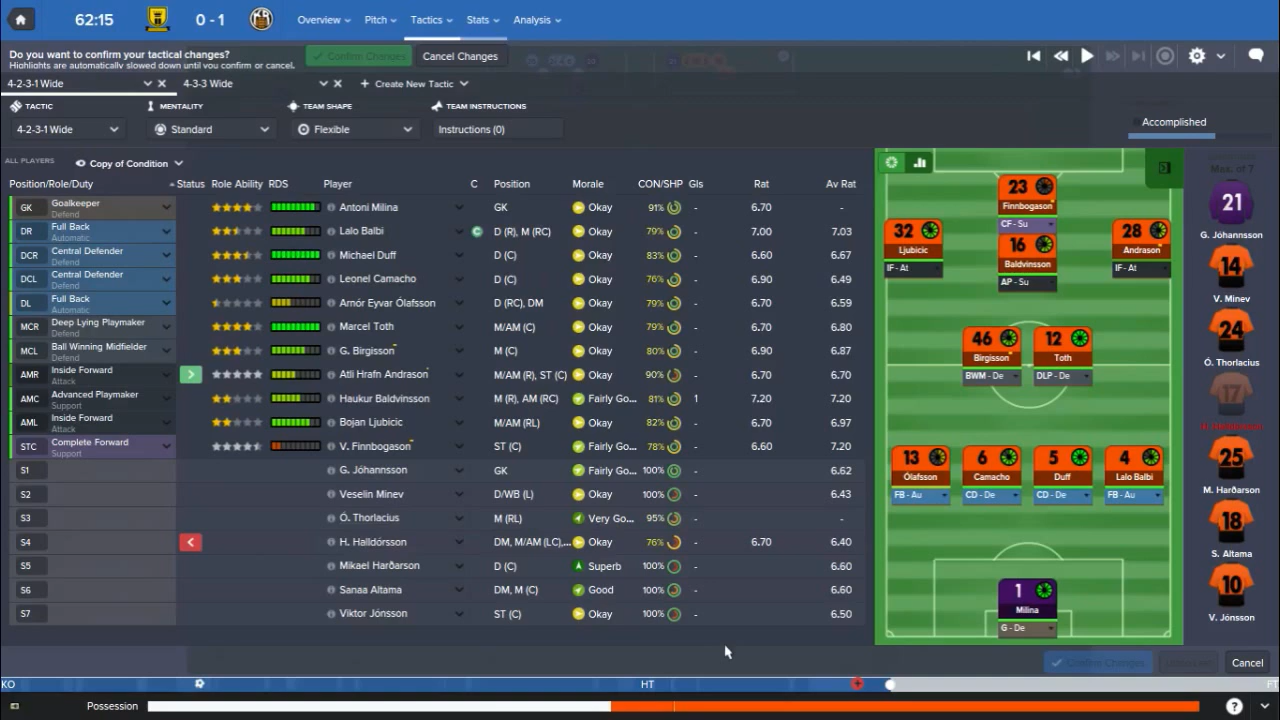 62:15 0 - 1 Overview Pitch Tactics Stats Analysis
Do you want to confirm your tactical changes?
Highlights are automatically slowed down until you confirm or cancel.
Confirm Changes Cancel Changes
4-2-3-1 Wide 4-3-3 Wide Create New Tactic
TACTIC MENTALITY TEAM SHAPE TEAM INSTRUCTIONS
4-2-3-1 Wide Standard Flexible Instructions (0)
Accomplished
ALL PLAYERS Copy of Condition
Position/Role/Duty Status Role Ability RDS Player C Position Morale CON/SHP Gls Rat Av Rat
GK Goalkeeper Defend Antoni Milina GK Okay 91% - 6.70 -
DR Full Back Automatic Lalo Balbi C D (R), M (RC) Okay 79% - 7.00 7.03
DCR Central Defender Defend Michael Duff D (C) Okay 83% - 6.60 6.67
DCL Central Defender Defend Leonel Camacho D (C) Okay 76% - 6.90 6.49
DL Full Back Automatic Arnór Eyvar Ólafsson D (RC), DM Okay 79% - 6.70 6.59
MCR Deep Lying Playmaker Defend Marcel Toth M/AM (C) Okay 79% - 6.70 6.80
MCL Ball Winning Midfielder Defend G. Birgisson M (C) Okay 80% - 6.90 6.87
AMR Inside Forward Attack Atli Hrafn Andrason M/AM (R), ST (C) Okay 90% - 6.70 6.70
AMC Advanced Playmaker Support Haukur Baldvinsson M (R), AM (RC) Fairly Go... 81% 1 7.20 7.20
AML Inside Forward Attack Bojan Ljubicic M/AM (RL) Okay 82% - 6.70 6.97
STC Complete Forward Support V. Finnbogason ST (C) Fairly Go... 78% - 6.60 7.20
S1 G. Jóhannsson GK Fairly Go... 100% - 6.62
S2 Veselin Minev D/WB (L) Okay 100% - 6.43
S3 Ó. Thorlacius M (RL) Very Go... 95% - -
S4 H. Halldórsson DM, M/AM (LC),... Okay 76% - 6.70 6.40
S5 Mikael Harðarson D (C) Superb 100% - 6.60
S6 Sanaa Altama DM, M (C) Good 100% - 6.60
S7 Viktor Jónsson ST (C) Okay 100% - 6.50
23
Finnbogason
CF - Su
32 16 28
Ljubicic Baldvinsson Andrason
IF - At AP - Su IF - At
46 12
Birgisson Toth
BWM - De DLP - De
13 6 5 4
Ólafsson Camacho Duff Lalo Balbi
FB - Au CD - De CD - De FB - Au
1
Milina
G - De
Max. of 7
21
G. Jóhannsson
14
V. Minev
24
Ó. Thorlacius
17
25
M. Harðarson
18
S. Altama
10
V. Jónsson
Confirm Changes Cancel
KO HT FT
Possession